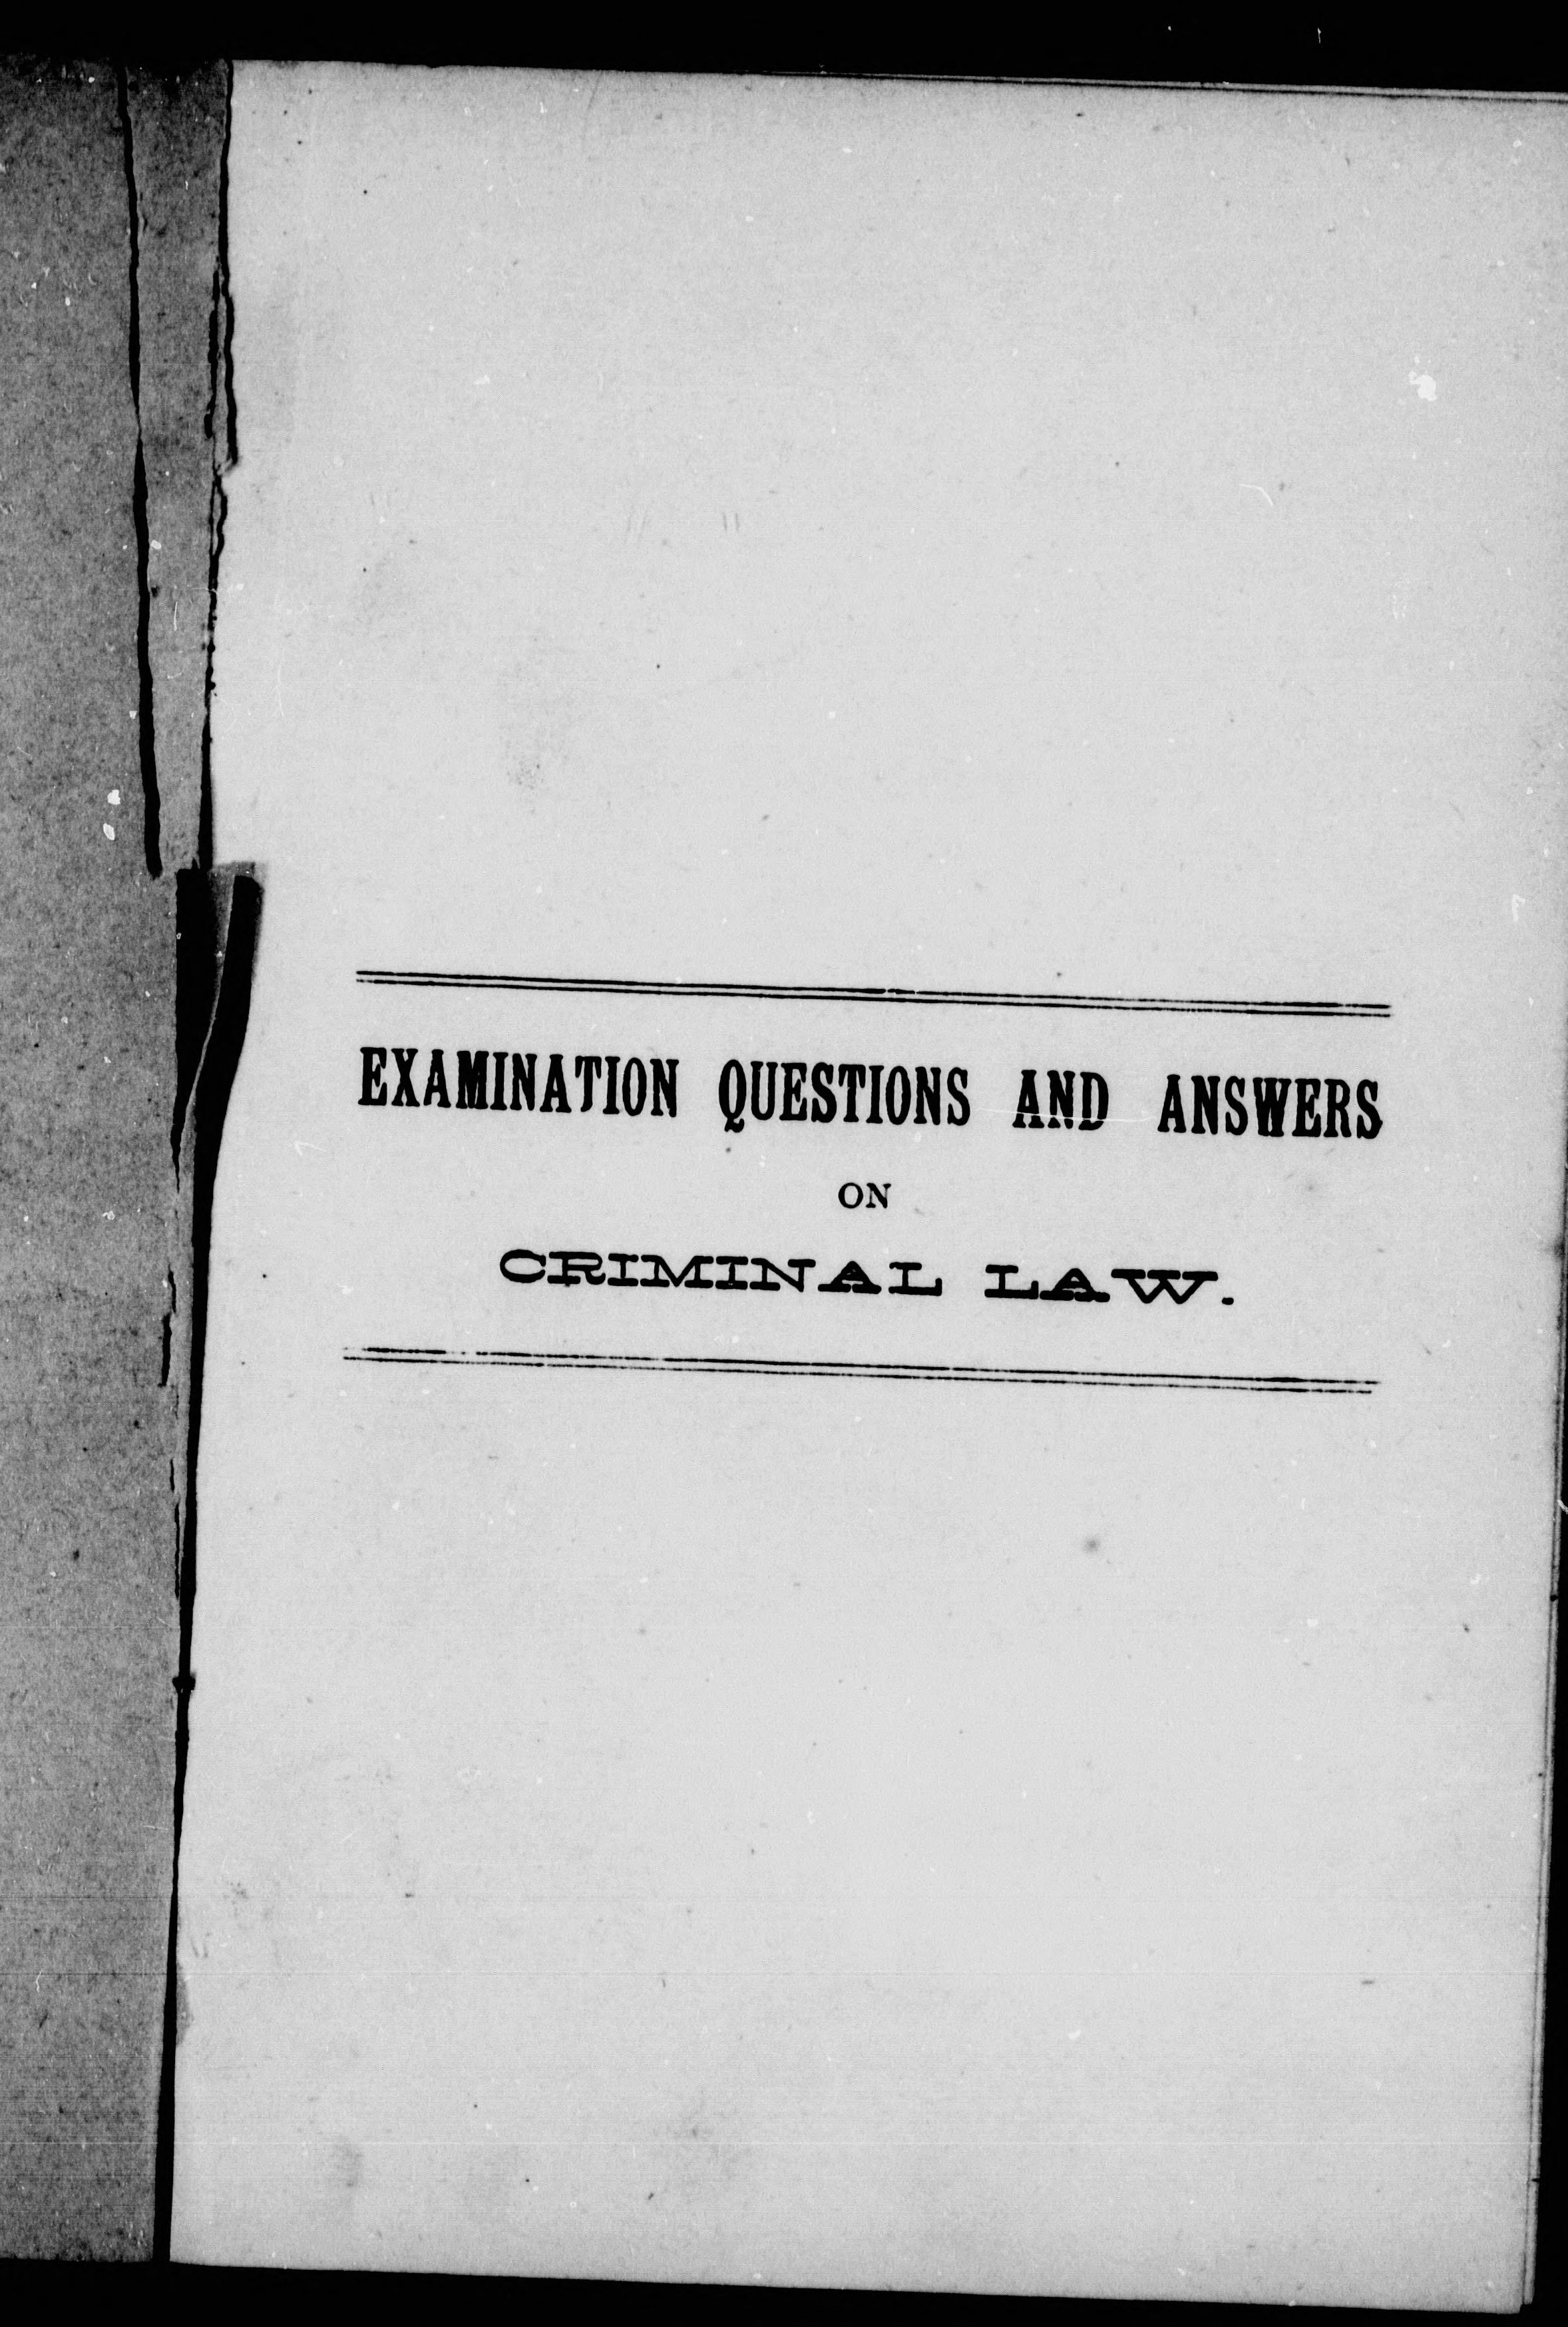 EXAMINATION QUESTIONS AND ANSWERS
ON
CRIMINAL LAW.